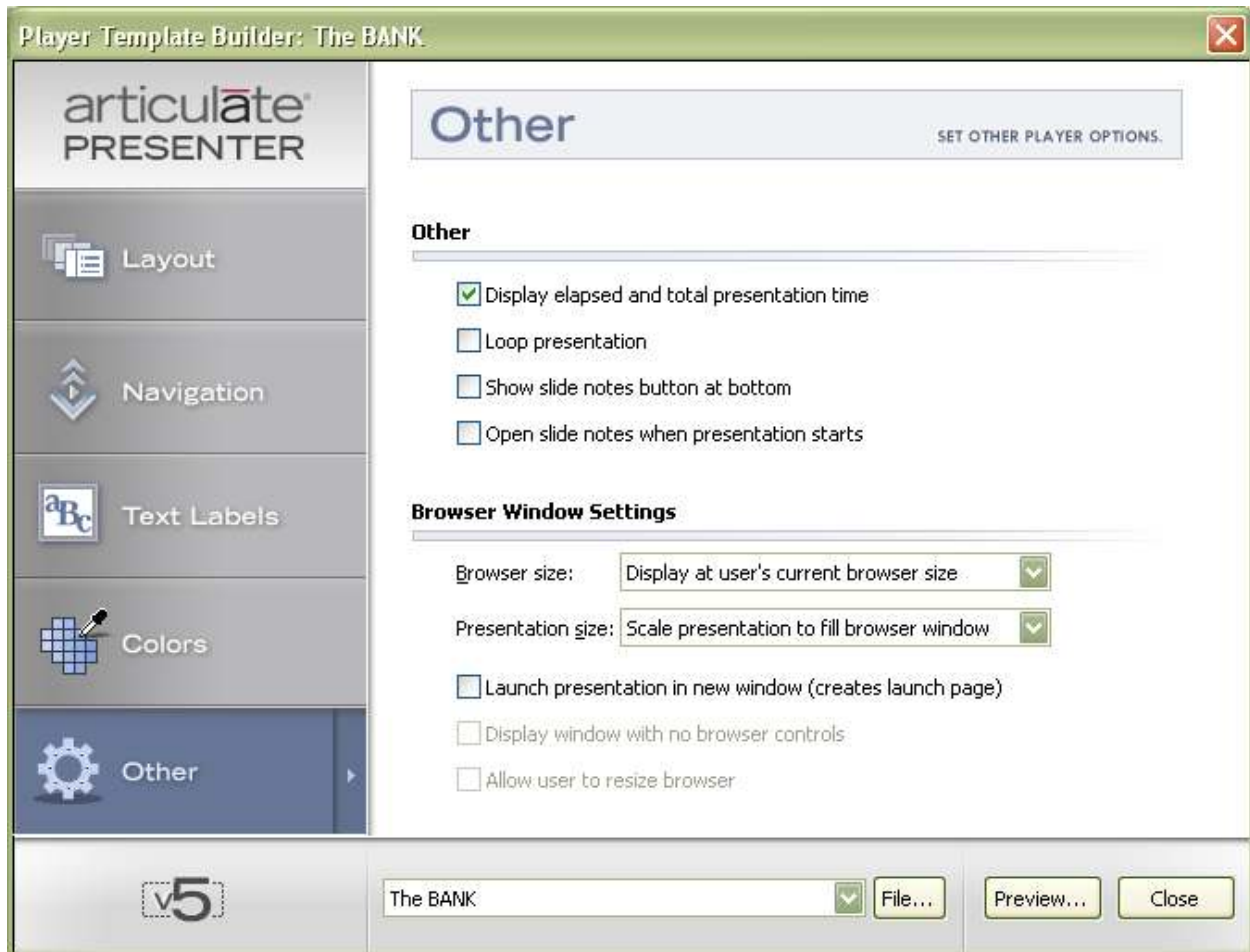 Player Template Builder: The BANK
articulāte®
PRESENTER
Other
SET OTHER PLAYER OPTIONS.
Layout
Navigation
aBc
Text Labels
Colors
Other
Other
Display elapsed and total presentation time
Loop presentation
Show slide notes button at bottom
Open slide notes when presentation starts
Browser Window Settings
Browser size: Display at user's current browser size
Presentation size: Scale presentation to fill browser window
Launch presentation in new window (creates launch page)
Display window with no browser controls
Allow user to resize browser
v5
The BANK
File...
Preview...
Close